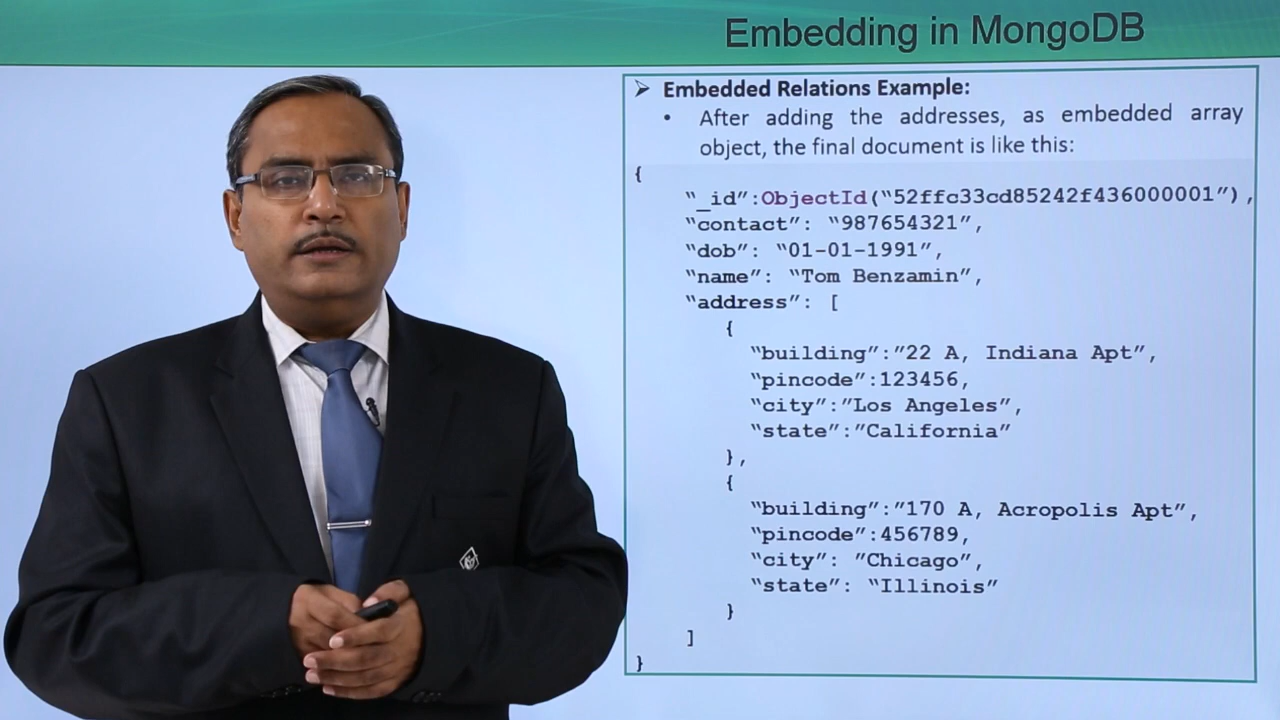 Embedding in MongoDB
➢ Embedded Relations Example:
• After adding the addresses, as embedded array
object, the final document is like this:
{
“_id”:ObjectId(“52ffc33cd85242f436000001”),
“contact”: “987654321”,
“dob”: “01-01-1991”,
“name”: “Tom Benzamin”,
“address”: [
{
“building”:”22 A, Indiana Apt”,
“pincode”:123456,
“city”:”Los Angeles”,
“state”:”California”
},
{
“building”:”170 A, Acropolis Apt”,
“pincode”:456789,
“city”: ”Chicago”,
“state”: “Illinois”
}
]
}